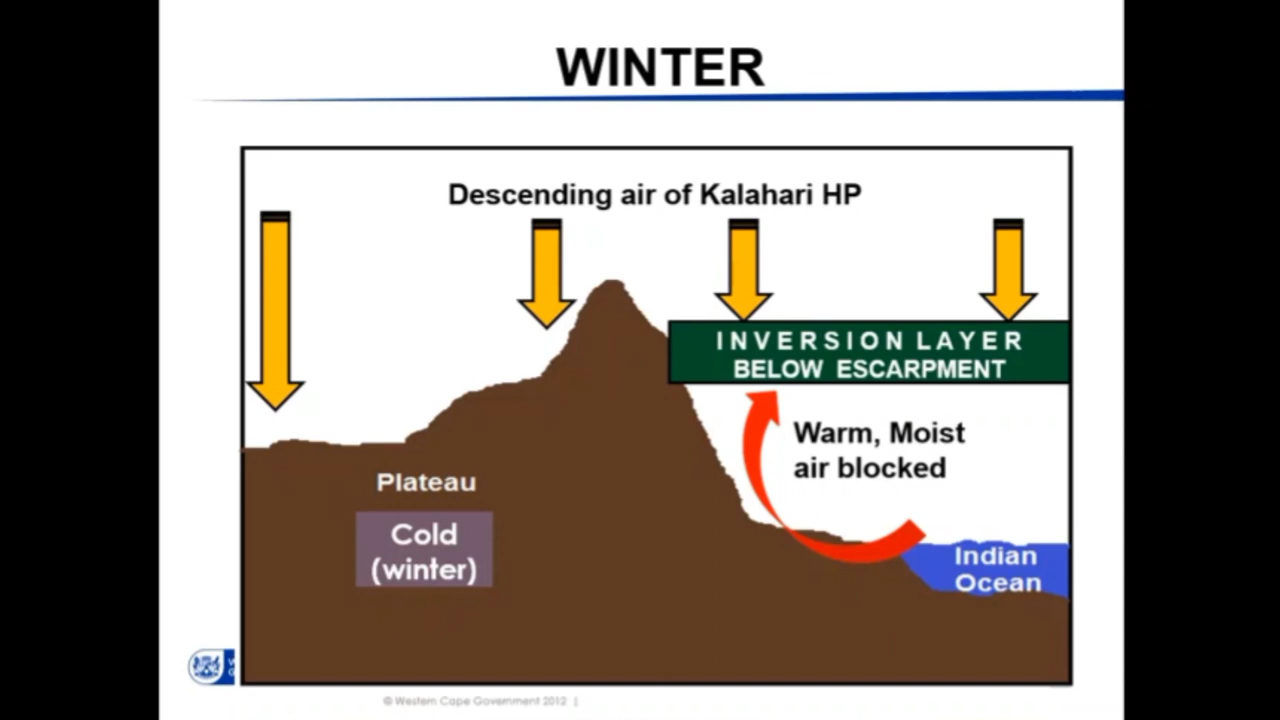 WINTER
Descending air of Kalahari HP
INVERSION LAYER
BELOW ESCARPMENT
Warm, Moist
air blocked
Plateau
Cold
(winter)
Indian
Ocean
© Western Cape Government 2012 |